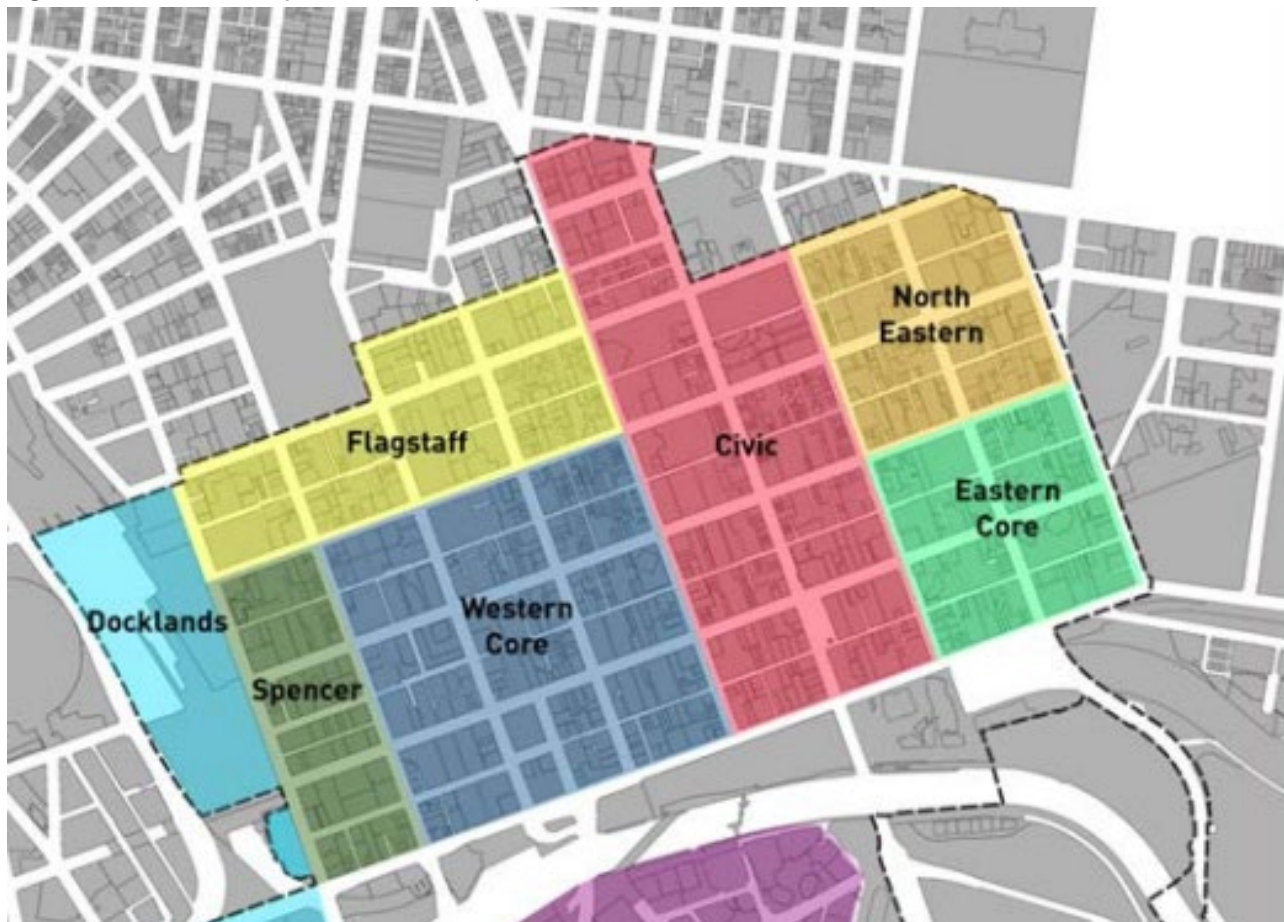 North
Eastern
Flagstaff
Civic
Eastern
Core
Docklands
Western
Core
Spencer